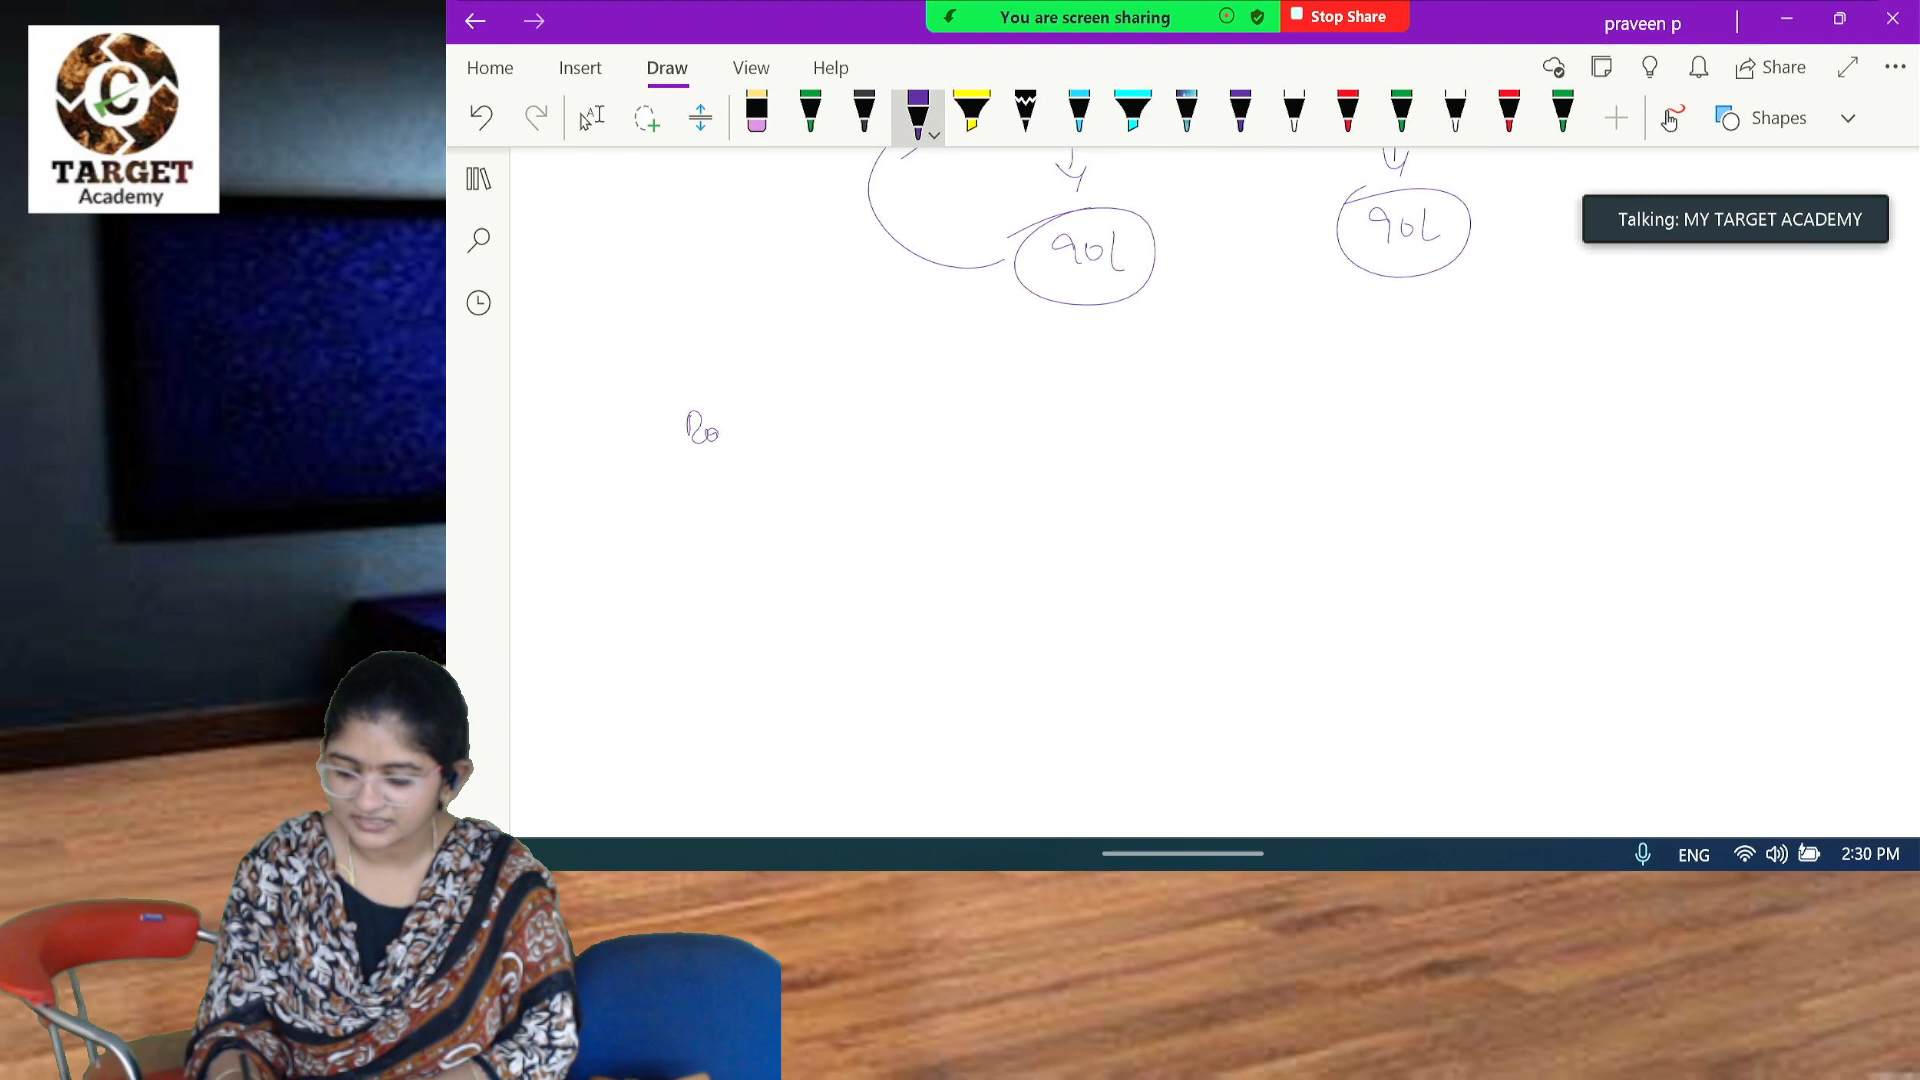 C
TARGET
Academy
You are screen sharing
Stop Share
praveen p
Home Insert Draw View Help
Share
Shapes
Talking: MY TARGET ACADEMY
90L 90L
ENG 2:30 PM